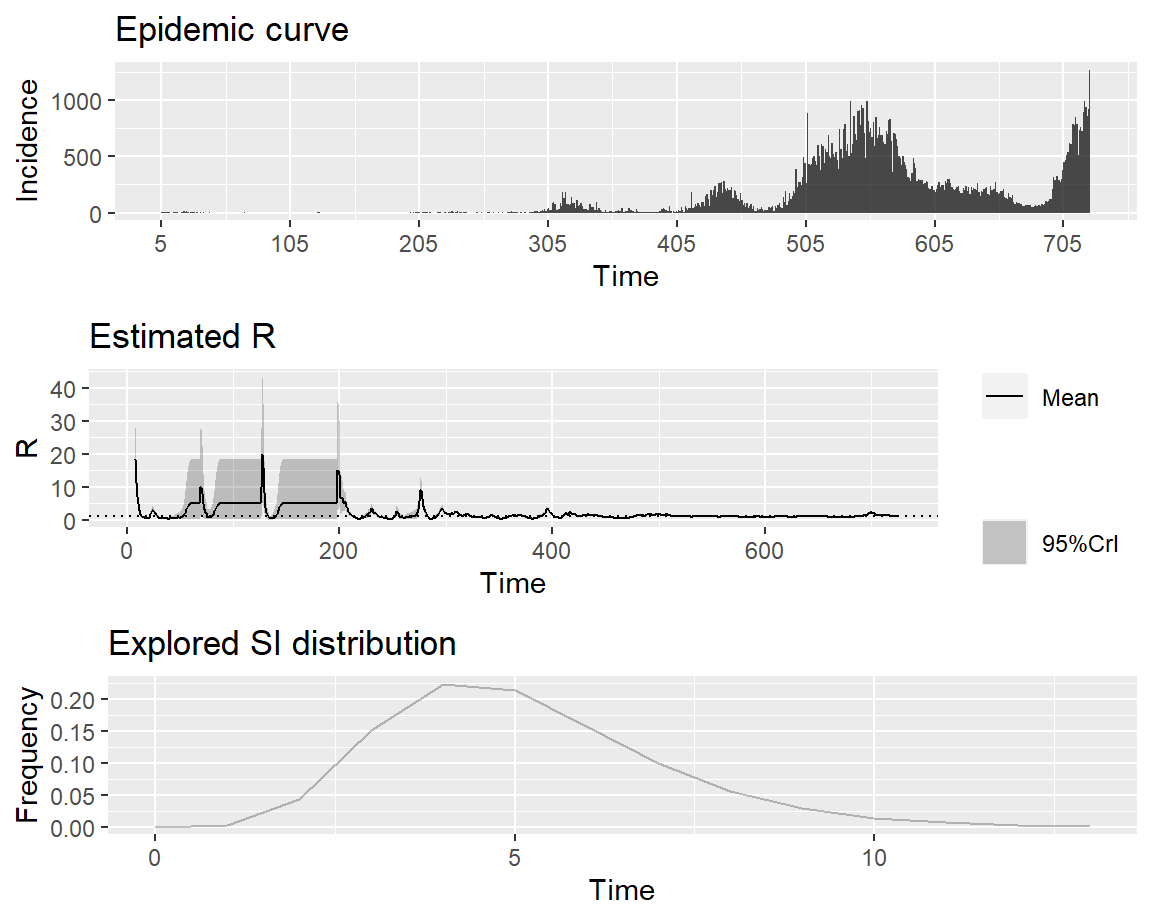 Epidemic curve
Incidence
1000
500
0
5 105 205 305 405 505 605 705
Time
Estimated R
R
40
30
20
10
0
0 200 400 600
Time
Mean
95%CrI
Explored SI distribution
Frequency
0.20
0.15
0.10
0.05
0.00
0 5 10
Time